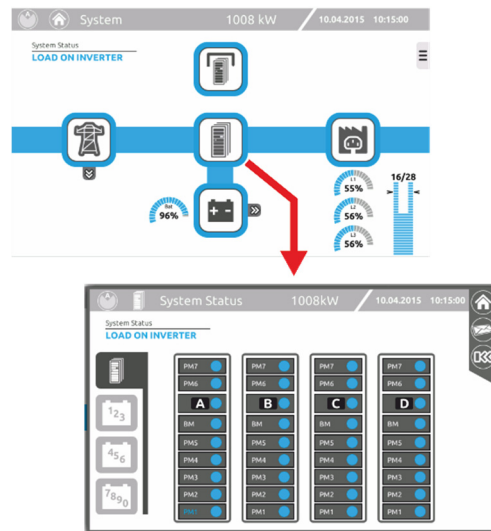 System 1008 kW 10.04.2015 10:15:00
System Status
LOAD ON INVERTER
Bat
96%
L1
55%
L2
56%
L3
56%
16/28
System Status 1008kW 10.04.2015 10:15:00
System Status
LOAD ON INVERTER
PM7 PM7 PM7 PM7
PM6 PM6 PM6 PM6
A B C D
BM BM BM BM
PM5 PM5 PM5 PM5
PM4 PM4 PM4 PM4
PM3 PM3 PM3 PM3
PM2 PM2 PM2 PM2
PM1 PM1 PM1 PM1
123
456
7890